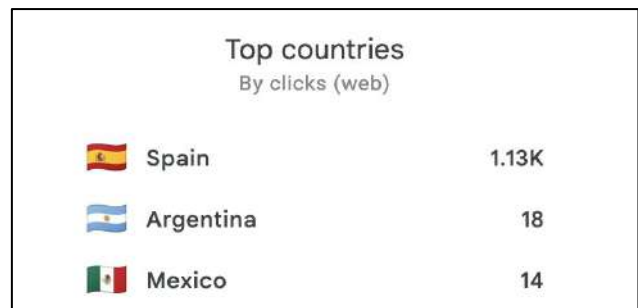 Top countries
By clicks (web)
Spain 1.13K
Argentina 18
Mexico 14